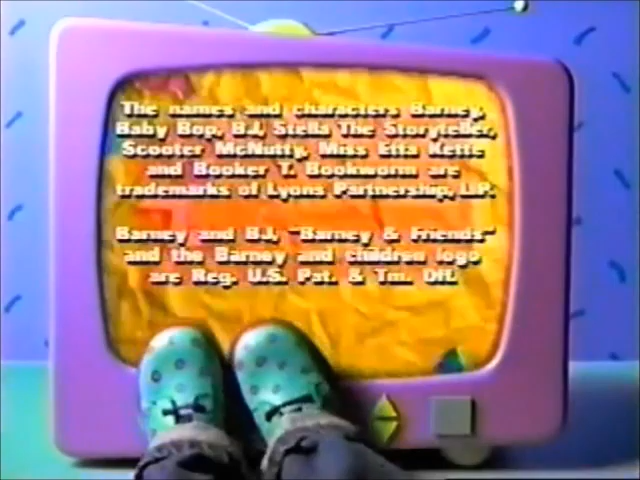 The names and characters Barney,
Baby Bop, BJ, Stella The Storyteller,
Scooter McNutty, Miss Etta Kette
and Booker T. Bookworm are
trademarks of Lyons Partnership, L.P.
Barney and BJ, "Barney & Friends"
and the Barney and children logo
are Reg. U.S. Pat. & Tm. Off.